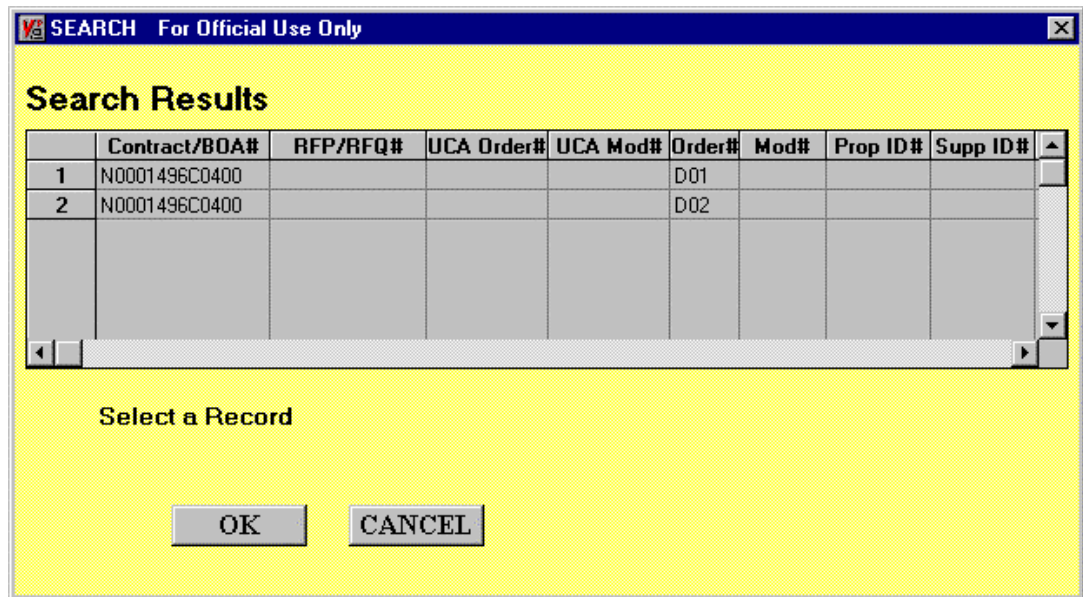 SEARCH For Official Use Only
Search Results
Contract/BOA# RFP/RFQ# UCA Order# UCA Mod# Order# Mod# Prop ID# Supp ID#
1 N0001496C0400 D01
2 N0001496C0400 D02
Select a Record
OK CANCEL